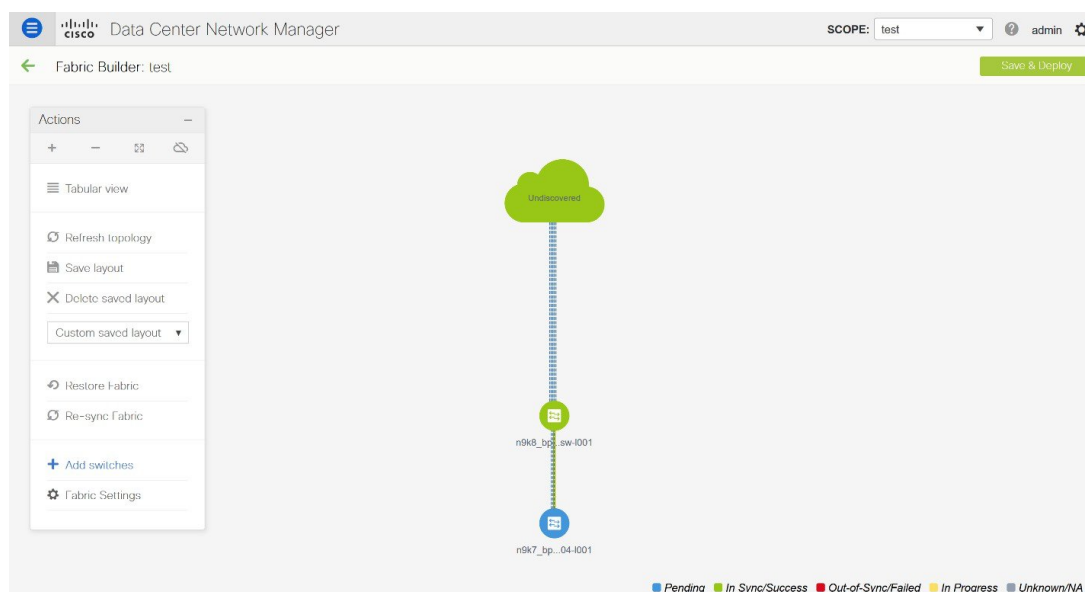 cisco Data Center Network Manager SCOPE: test admin
Fabric Builder: test Save & Deploy
Actions
Tabular view
Refresh topology
Save layout
Delete saved layout
Custom saved layout
Restore Fabric
Re-sync Fabric
Add switches
Fabric Settings
Undiscovered
n9k8_bp...sw-l001
n9k7_bp...04-l001
Pending In Sync/Success Out-of-Sync/Failed In Progress Unknown/NA